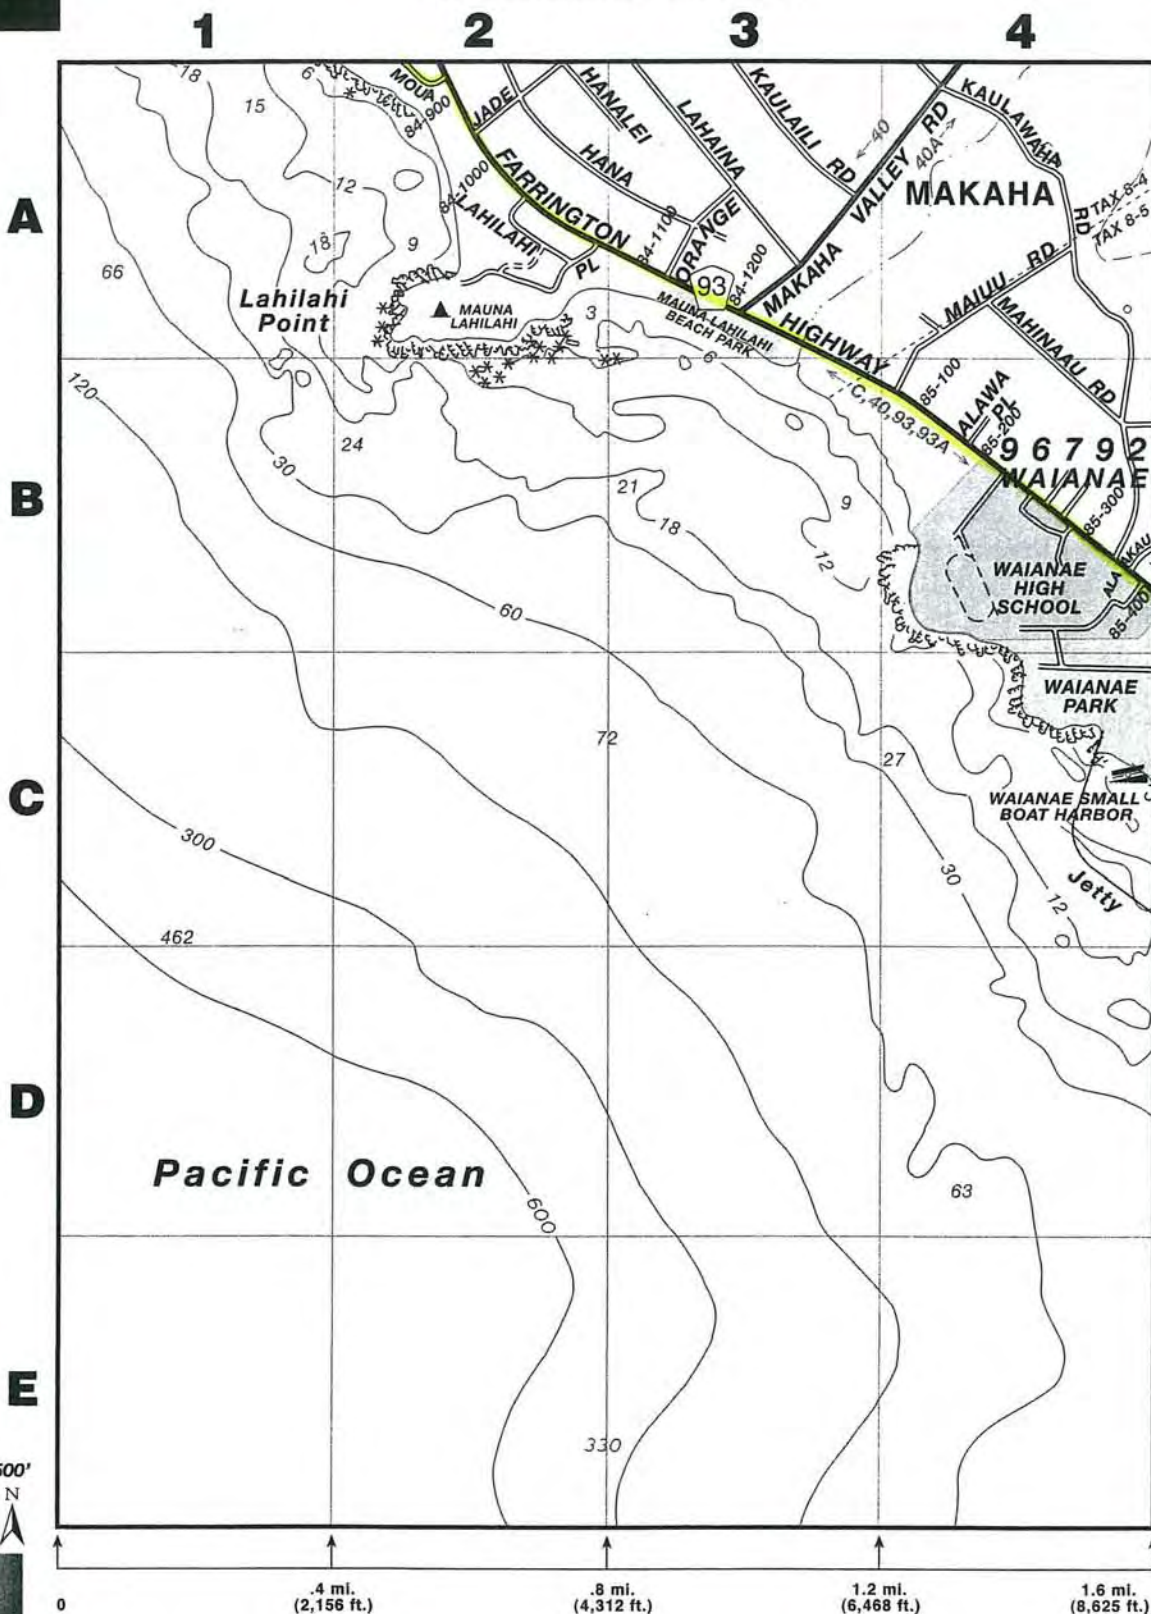 1
2
3
4
A
B
C
D
E
18
15
6
12
18
9
66
MOUA
84-900
JADE
HANALEI
LAHAINA
KAULAILI RD
40
40A
KAULAWAHA RD
MAKAHA VALLEY RD
MAKAHA
TAX 8-4
TAX 8-5
84-1000
FARRINGTON
HANA
LAHILAHI PL
84-1100
ORANGE
93
84-1200
HIGHWAY
MAILIU RD
MAHINAAU RD
Lahilahi
Point
MAUNA
LAHILAHI
3
6
MAUNA LAHILAHI
BEACH PARK
C, 40, 93, 93A
85-100
ALAWA
PL
85-200
96792
WAIANAE
85-300
120
24
30
21
18
9
12
60
WAIANAE
HIGH
SCHOOL
85-400
WAIANAE
PARK
72
27
WAIANAE SMALL
BOAT HARBOR
300
30
12
Jetty
462
Pacific Ocean
600
63
330
N
0
.4 mi.
(2,156 ft.)
.8 mi.
(4,312 ft.)
1.2 mi.
(6,468 ft.)
1.6 mi.
(8,625 ft.)